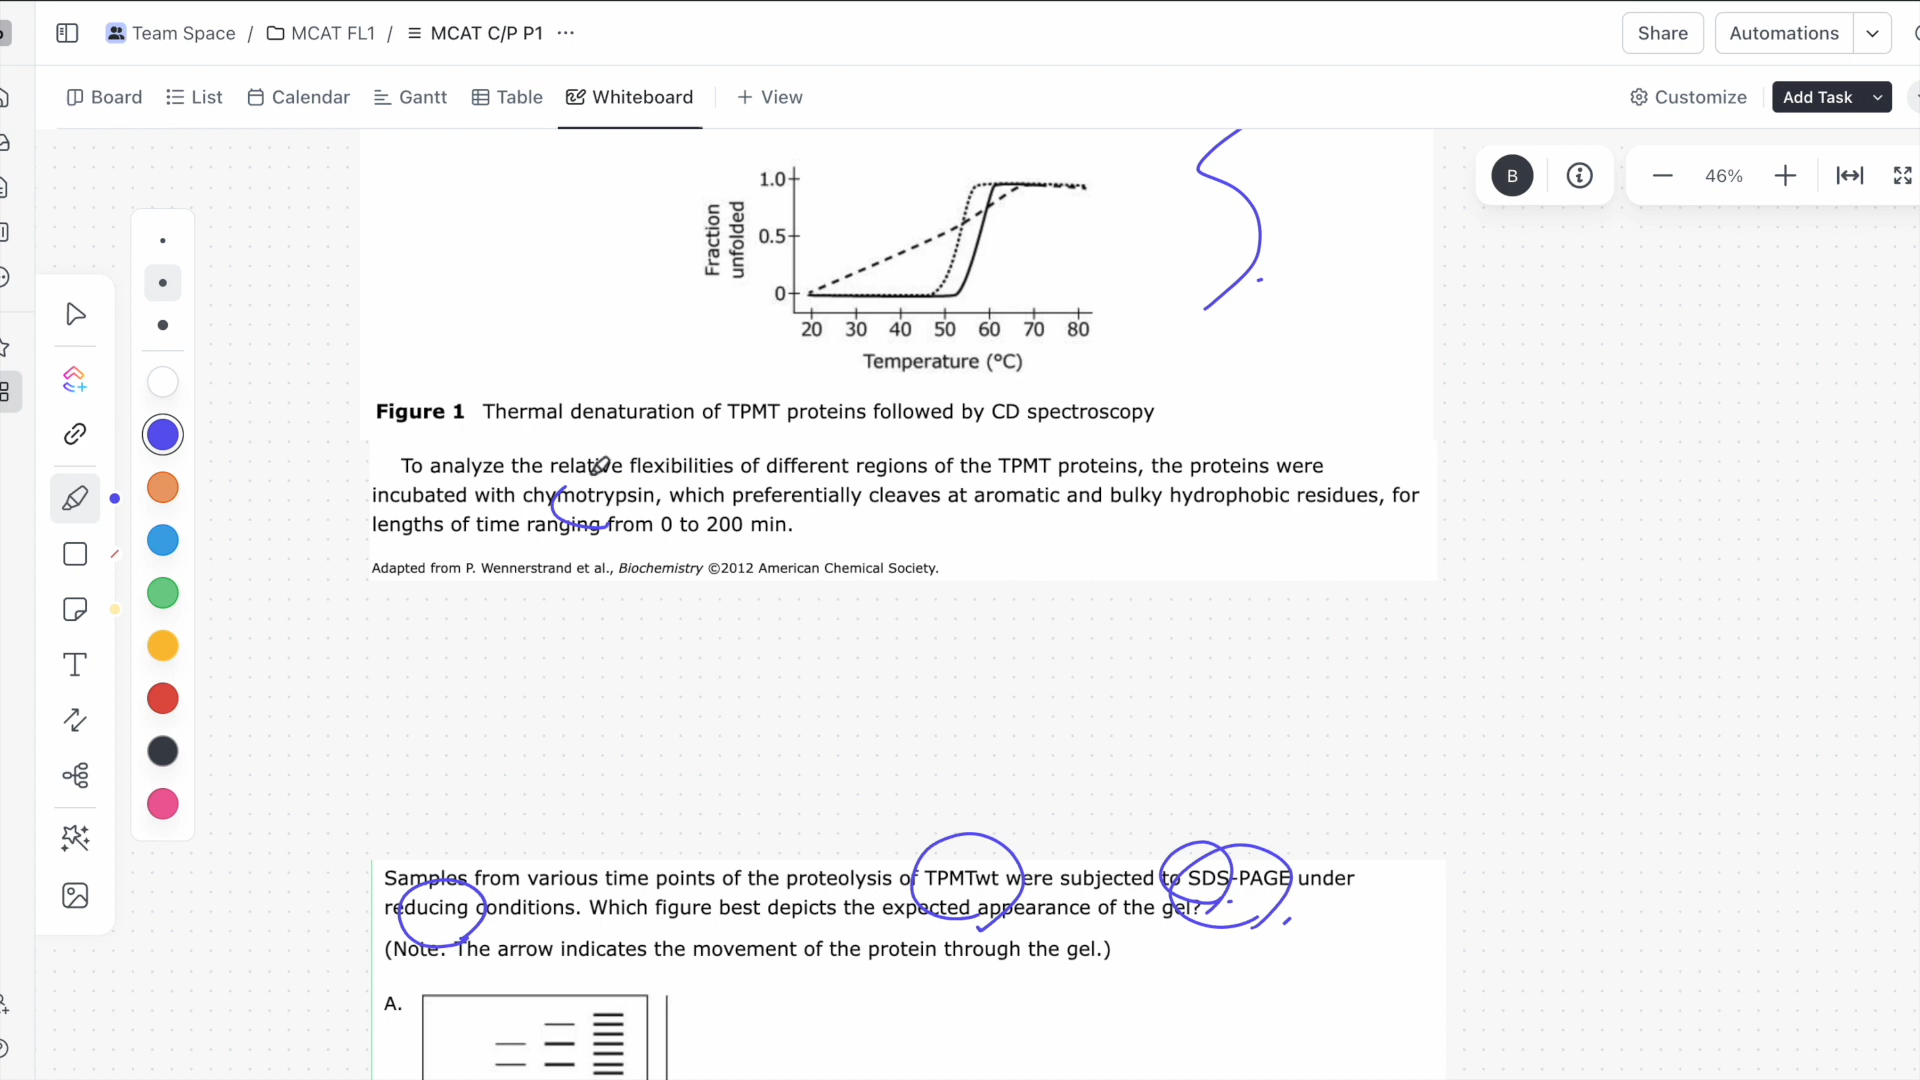 Team Space / MCAT FL1 / MCAT C/P P1 ...
Share
Automations
Board
List
Calendar
Gantt
Table
Whiteboard
+ View
Customize
Add Task
B
46%
Fraction
unfolded
1.0
0.5
0
20 30 40 50 60 70 80
Temperature (°C)
Figure 1 Thermal denaturation of TPMT proteins followed by CD spectroscopy
To analyze the relative flexibilities of different regions of the TPMT proteins, the proteins were
incubated with chymotrypsin, which preferentially cleaves at aromatic and bulky hydrophobic residues, for
lengths of time ranging from 0 to 200 min.
Adapted from P. Wennerstrand et al., Biochemistry ©2012 American Chemical Society.
Samples from various time points of the proteolysis of TPMTwt were subjected to SDS-PAGE under
reducing conditions. Which figure best depicts the expected appearance of the gel?
(Note: The arrow indicates the movement of the protein through the gel.)
A.